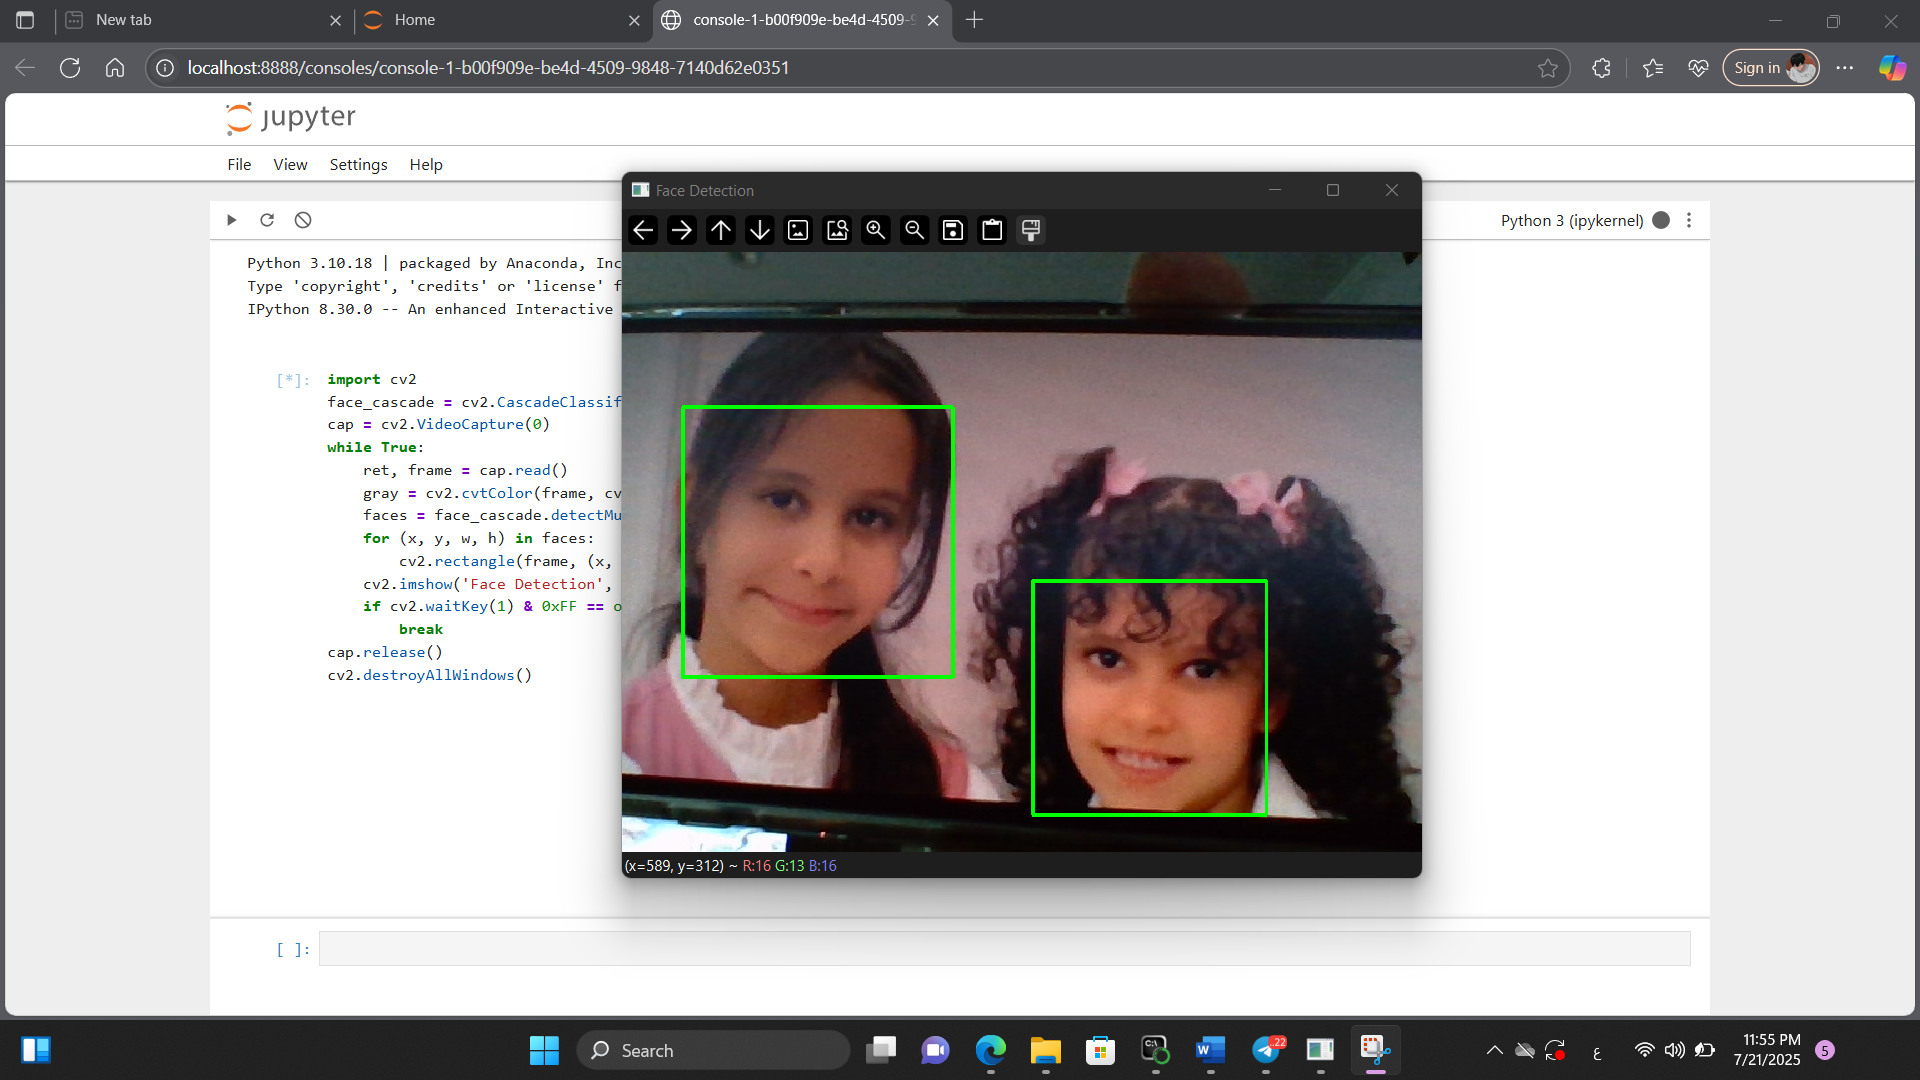 New tab
Home
console-1-b00f909e-be4d-4509-9
localhost:8888/consoles/console-1-b00f909e-be4d-4509-9848-7140d62e0351
Sign in
jupyter
File View Settings Help
Face Detection
Python 3 (ipykernel)
Python 3.10.18 | packaged by Anaconda, Inc
Type 'copyright', 'credits' or 'license' f
IPython 8.30.0 -- An enhanced Interactive
[*]: import cv2
face_cascade = cv2.CascadeClassif
cap = cv2.VideoCapture(0)
while True:
    ret, frame = cap.read()
    gray = cv2.cvtColor(frame, cv
    faces = face_cascade.detectMu
    for (x, y, w, h) in faces:
        cv2.rectangle(frame, (x,
    cv2.imshow('Face Detection',
    if cv2.waitKey(1) & 0xFF == o
        break
cap.release()
cv2.destroyAllWindows()
(x=589, y=312) ~ R:16 G:13 B:16
[ ]:
Search
C:\
W
22
ع
11:55 PM
7/21/2025
5